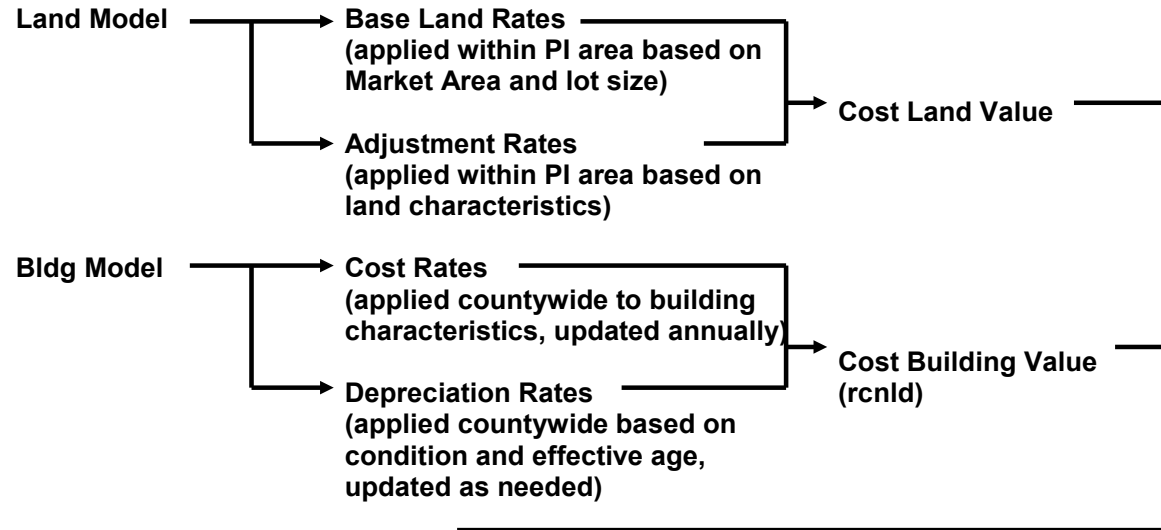 Land Model
Base Land Rates
(applied within PI area based on
Market Area and lot size)
Cost Land Value
Adjustment Rates
(applied within PI area based on
land characteristics)
Bldg Model
Cost Rates
(applied countywide to building
characteristics, updated annually)
Cost Building Value
(rcnld)
Depreciation Rates
(applied countywide based on
condition and effective age,
updated as needed)